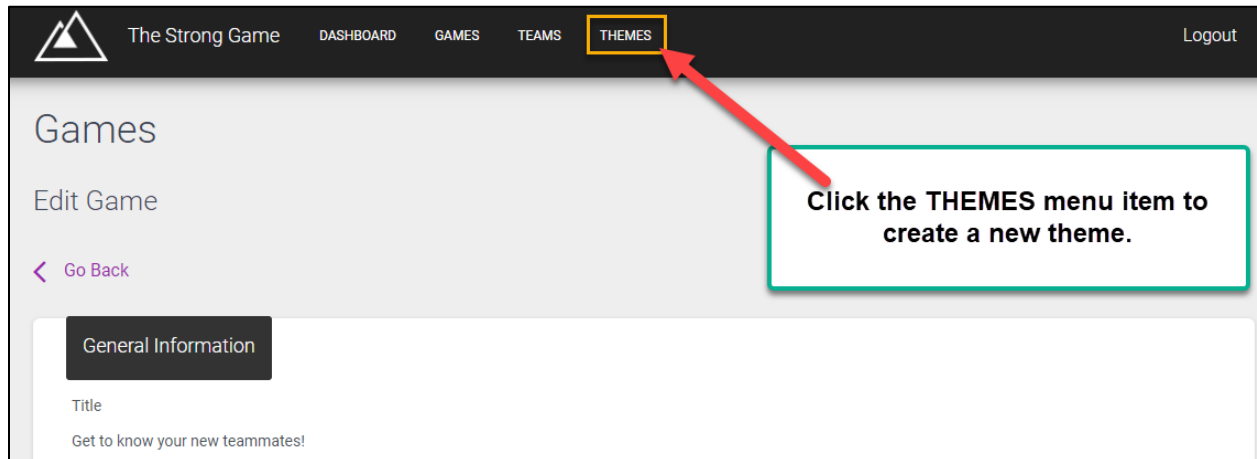 The Strong Game DASHBOARD GAMES TEAMS THEMES Logout
Games
Edit Game
Click the THEMES menu item to
create a new theme.
Go Back
General Information
Title
Get to know your new teammates!